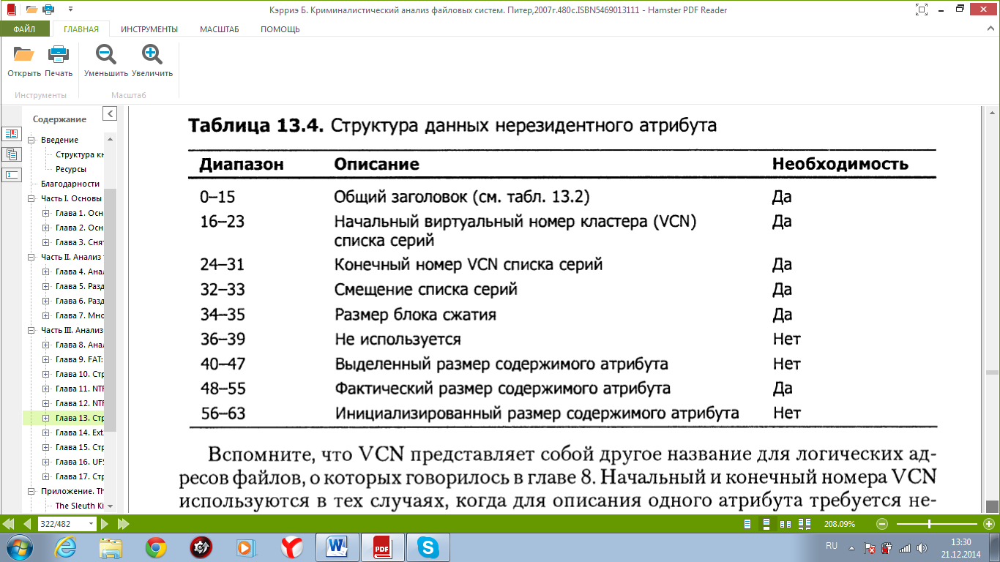 Кэрриэ Б. Криминалистический анализ файловых систем. Питер,2007г.480с.ISBN5469013111 - Hamster PDF Reader
ФАЙЛ ГЛАВНАЯ ИНСТРУМЕНТЫ МАСШТАБ ПОМОЩЬ
Открыть Печать Уменьшить Увеличить
Инструменты Масштаб
Содержание
Введение
Структура кн
Ресурсы
Благодарности
Часть I. Основы
Глава 1. Осн
Глава 2. Осн
Глава 3. Снят
Часть II. Анализ т
Глава 4. Ана
Глава 5. Разд
Глава 6. Разд
Глава 7. Мно
Часть III. Анализ
Глава 8. Анал
Глава 9. FAT:
Глава 10. Стр
Глава 11. NTF
Глава 12. NTF
Глава 13. Стр
Глава 14. Ext
Глава 15. Стр
Глава 16. UFS
Глава 17. Стр
Приложение. Th
The Sleuth Ki
Таблица 13.4. Структура данных нерезидентного атрибута
Диапазон Описание Необходимость
0–15 Общий заголовок (см. табл. 13.2) Да
16–23 Начальный виртуальный номер кластера (VCN) Да
списка серий
24–31 Конечный номер VCN списка серий Да
32–33 Смещение списка серий Да
34–35 Размер блока сжатия Да
36–39 Не используется Нет
40–47 Выделенный размер содержимого атрибута Нет
48–55 Фактический размер содержимого атрибута Да
56–63 Инициализированный размер содержимого атрибута Нет
Вспомните, что VCN представляет собой другое название для логических ад-
ресов файлов, о которых говорилось в главе 8. Начальный и конечный номера VCN
используются в тех случаях, когда для описания одного атрибута требуется не-
322/482 208.09%
RU 13:30
21.12.2014